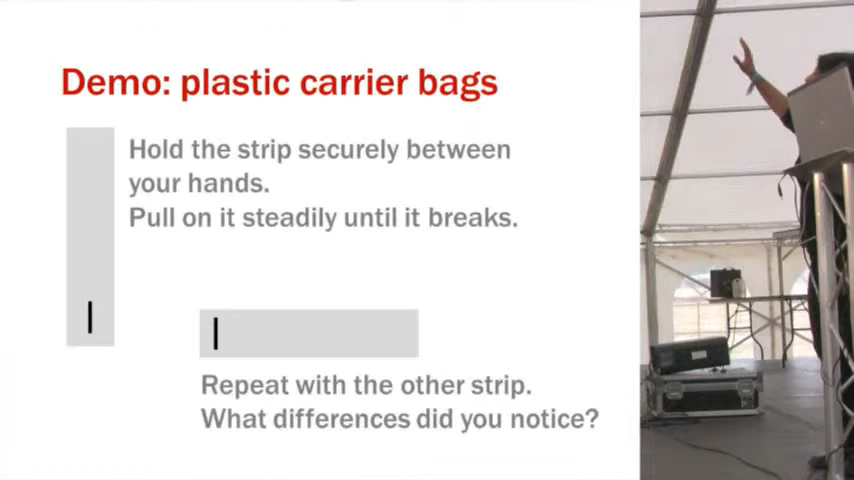 Demo: plastic carrier bags
Hold the strip securely between
your hands.
Pull on it steadily until it breaks.
Repeat with the other strip.
What differences did you notice?